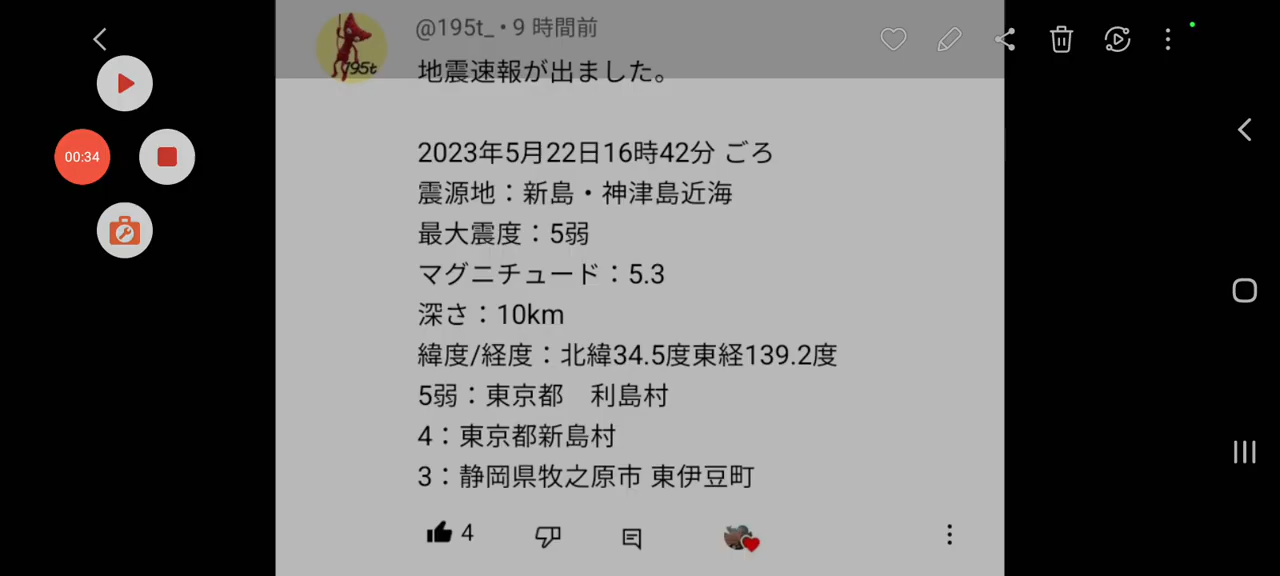 @195t_ • 9 時間前
195t
地震速報が出ました。
00:34
2023年5月22日16時42分 ごろ
震源地：新島・神津島近海
最大震度：5弱
マグニチュード：5.3
深さ：10km
緯度/経度：北緯34.5度東経139.2度
5弱：東京都　利島村
4：東京都新島村
3：静岡県牧之原市 東伊豆町
4